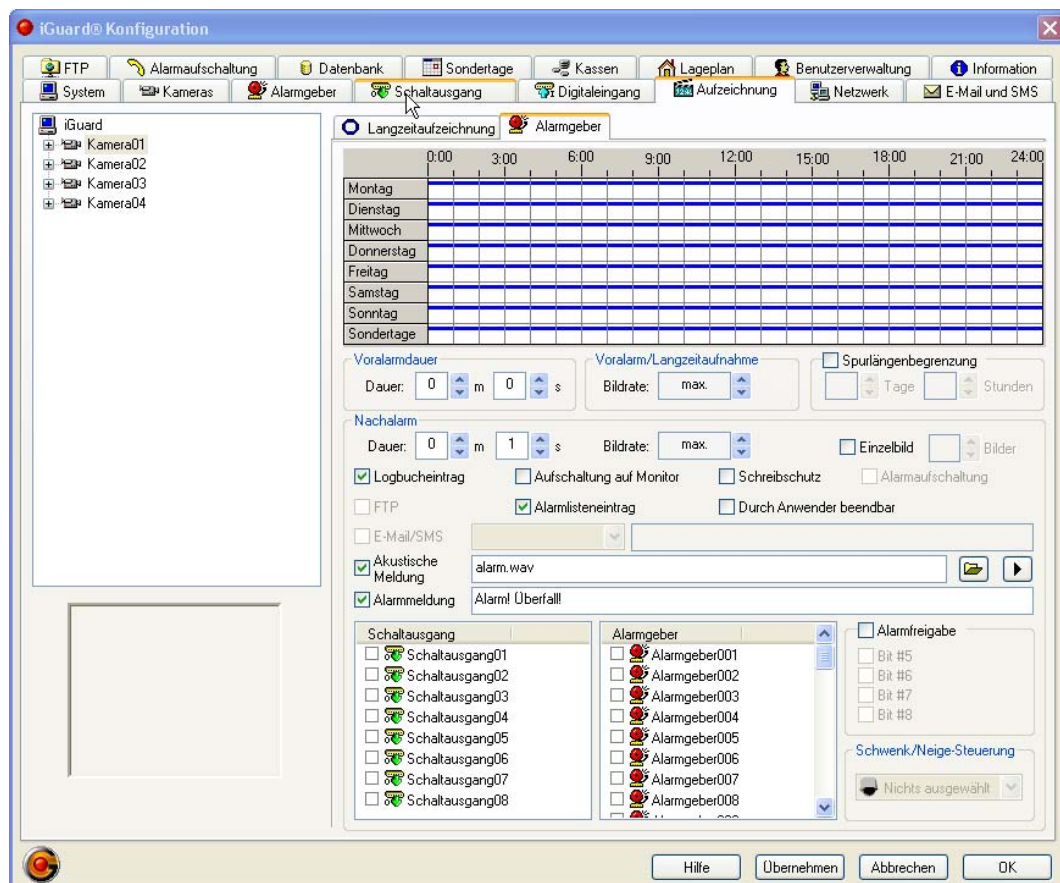 iGuard® Konfiguration
FTP Alarmaufschaltung Datenbank Sondertage Kassen Lageplan Benutzerverwaltung Information
System Kameras Alarmgeber Schaltausgang Digitaleingang Aufzeichnung Netzwerk E-Mail und SMS
iGuard
Kamera01
Kamera02
Kamera03
Kamera04
Langzeitaufzeichnung Alarmgeber
0:00 3:00 6:00 9:00 12:00 15:00 18:00 21:00 24:00
Montag
Dienstag
Mittwoch
Donnerstag
Freitag
Samstag
Sonntag
Sondertage
Voralarmdauer Voralarm/Langzeitaufnahme Spurlängenbegrenzung
Dauer: 0 m 0 s Bildrate: max. Tage Stunden
Nachalarm
Dauer: 0 m 1 s Bildrate: max. Einzelbild Bilder
Logbucheintrag Aufschaltung auf Monitor Schreibschutz Alarmaufschaltung
FTP Alarmlisteneintrag Durch Anwender beendbar
E-Mail/SMS
Akustische Meldung alarm.wav
Alarmmeldung Alarm! Überfall!
Schaltausgang
Schaltausgang01
Schaltausgang02
Schaltausgang03
Schaltausgang04
Schaltausgang05
Schaltausgang06
Schaltausgang07
Schaltausgang08
Alarmgeber
Alarmgeber001
Alarmgeber002
Alarmgeber003
Alarmgeber004
Alarmgeber005
Alarmgeber006
Alarmgeber007
Alarmgeber008
Alarmfreigabe
Bit #5
Bit #6
Bit #7
Bit #8
Schwenk/Neige-Steuerung
Nichts ausgewählt
Hilfe Übernehmen Abbrechen OK